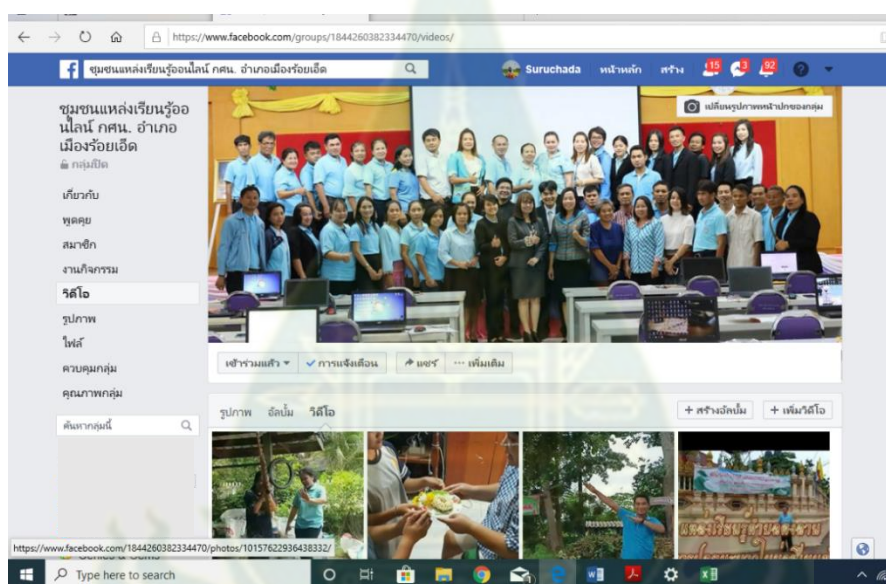 https://www.facebook.com/groups/1844260382334470/videos/
ชุมชนแหล่งเรียนรู้ออนไลน์ กศน. อำเภอเมืองร้อยเอ็ด
Suruchada หน้าหลัก สร้าง 15 3 92
ชุมชนแหล่งเรียนรู้ออ
นไลน์ กศน. อำเภอ
เมืองร้อยเอ็ด
กลุ่มปิด
เกี่ยวกับ
พูดคุย
สมาชิก
งานกิจกรรม
วิดีโอ
รูปภาพ
ไฟล์
ควบคุมกลุ่ม
คุณภาพกลุ่ม
ค้นหากลุ่มนี้
เปลี่ยนรูปภาพหน้าปกของกลุ่ม
เข้าร่วมแล้ว การแจ้งเตือน แชร์ เพิ่มเติม
รูปภาพ อัลบั้ม วิดีโอ + สร้างอัลบั้ม + เพิ่มวิดีโอ
https://www.facebook.com/1844260382334470/photos/10157622936438332/
Type here to search